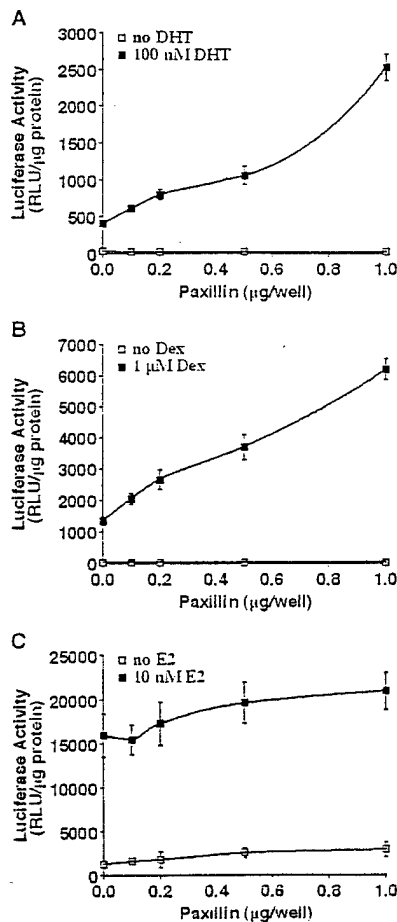 A
no DHT
100 nM DHT
Luciferase Activity
(RLU/µg protein)
3000
2500
2000
1500
1000
500
0
0.0 0.2 0.4 0.6 0.8 1.0
Paxillin (µg/well)
B
no Dex
1 µM Dex
Luciferase Activity
(RLU/µg protein)
7000
6000
5000
4000
3000
2000
1000
0
0.0 0.2 0.4 0.6 0.8 1.0
Paxillin (µg/well)
C
no E2
10 nM E2
Luciferase Activity
(RLU/µg protein)
25000
20000
15000
10000
5000
0
0.0 0.2 0.4 0.6 0.8 1.0
Paxillin (µg/well)